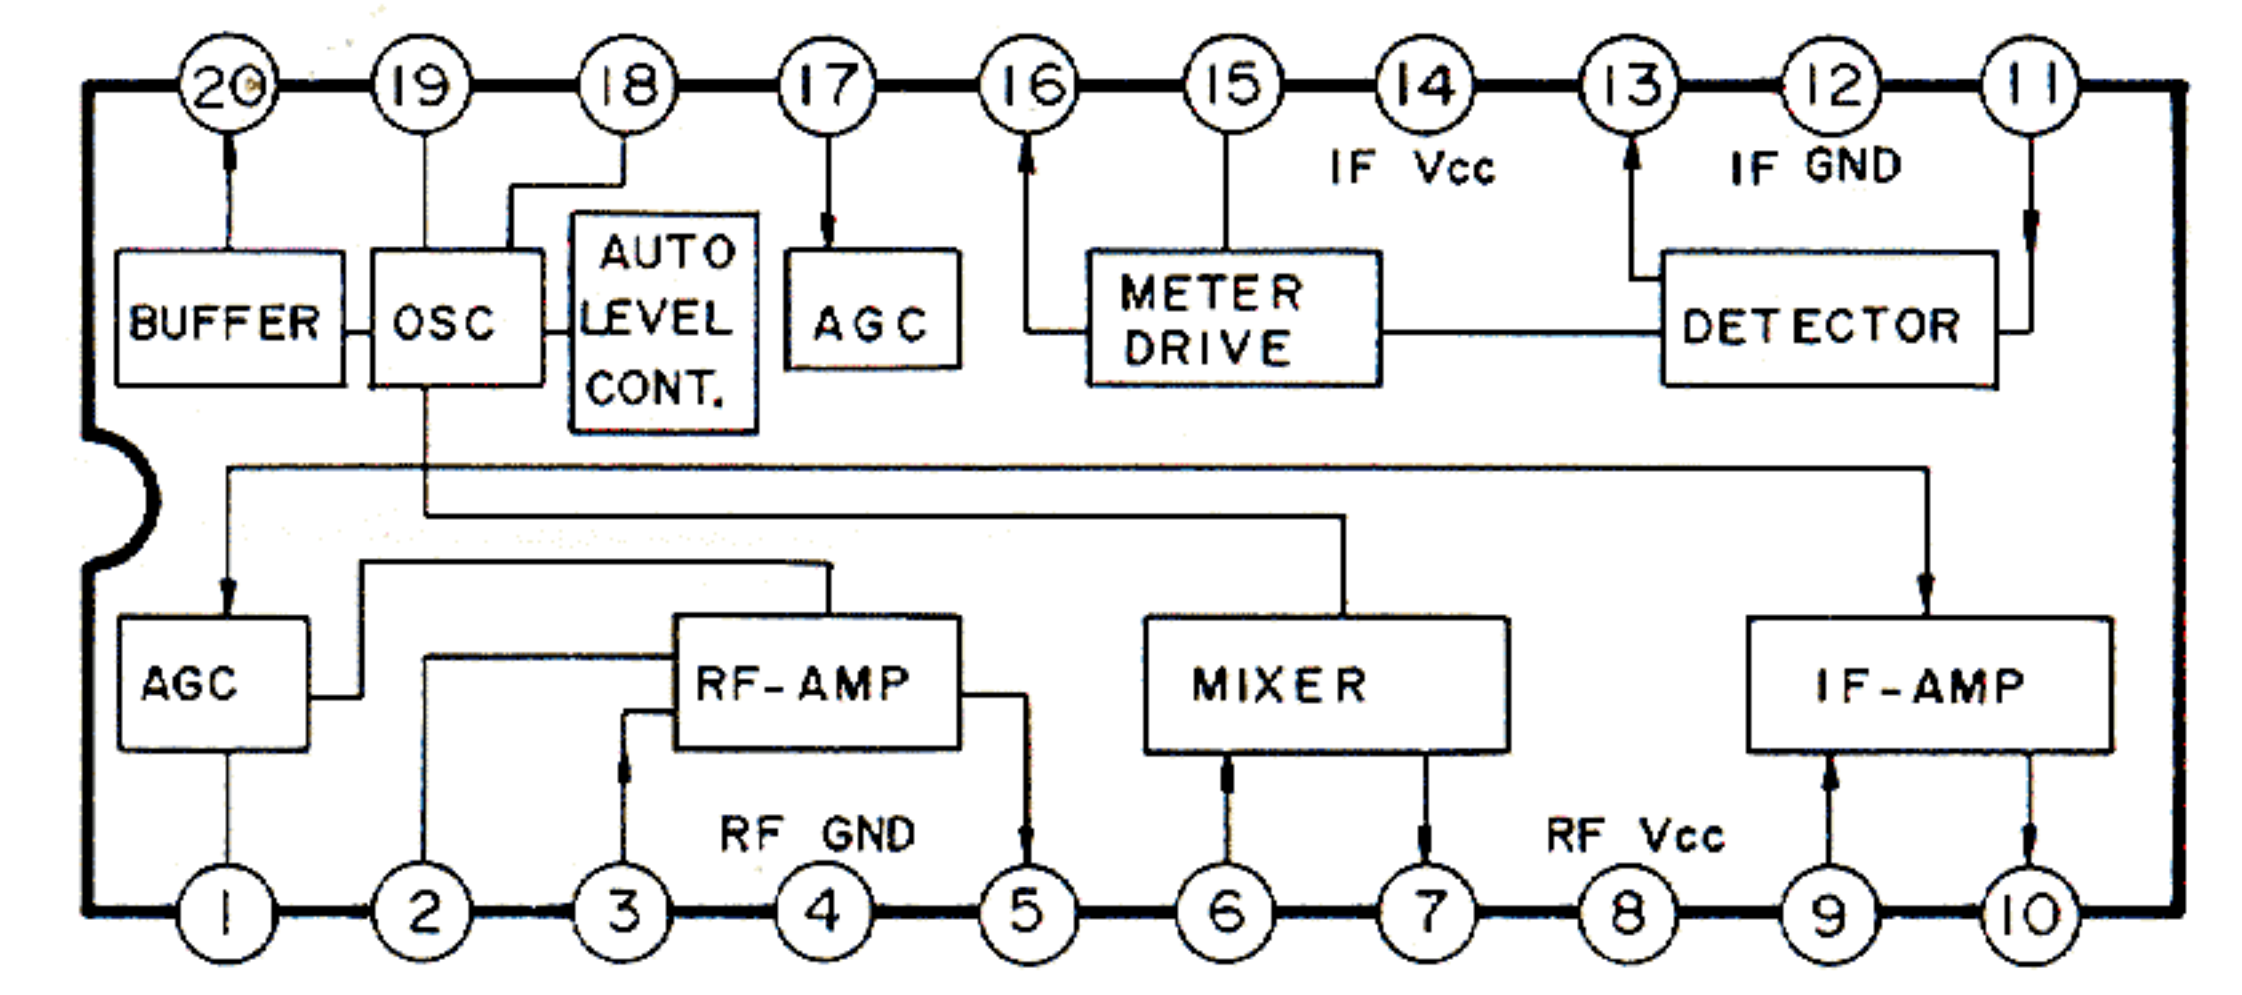 20 19 18 17 16 15 14 13 12 11
IF Vcc
IF GND
BUFFER
OSC
AUTO
LEVEL
CONT.
AGC
METER
DRIVE
DETECTOR
AGC
RF-AMP
MIXER
IF-AMP
RF GND
RF Vcc
1 2 3 4 5 6 7 8 9 10